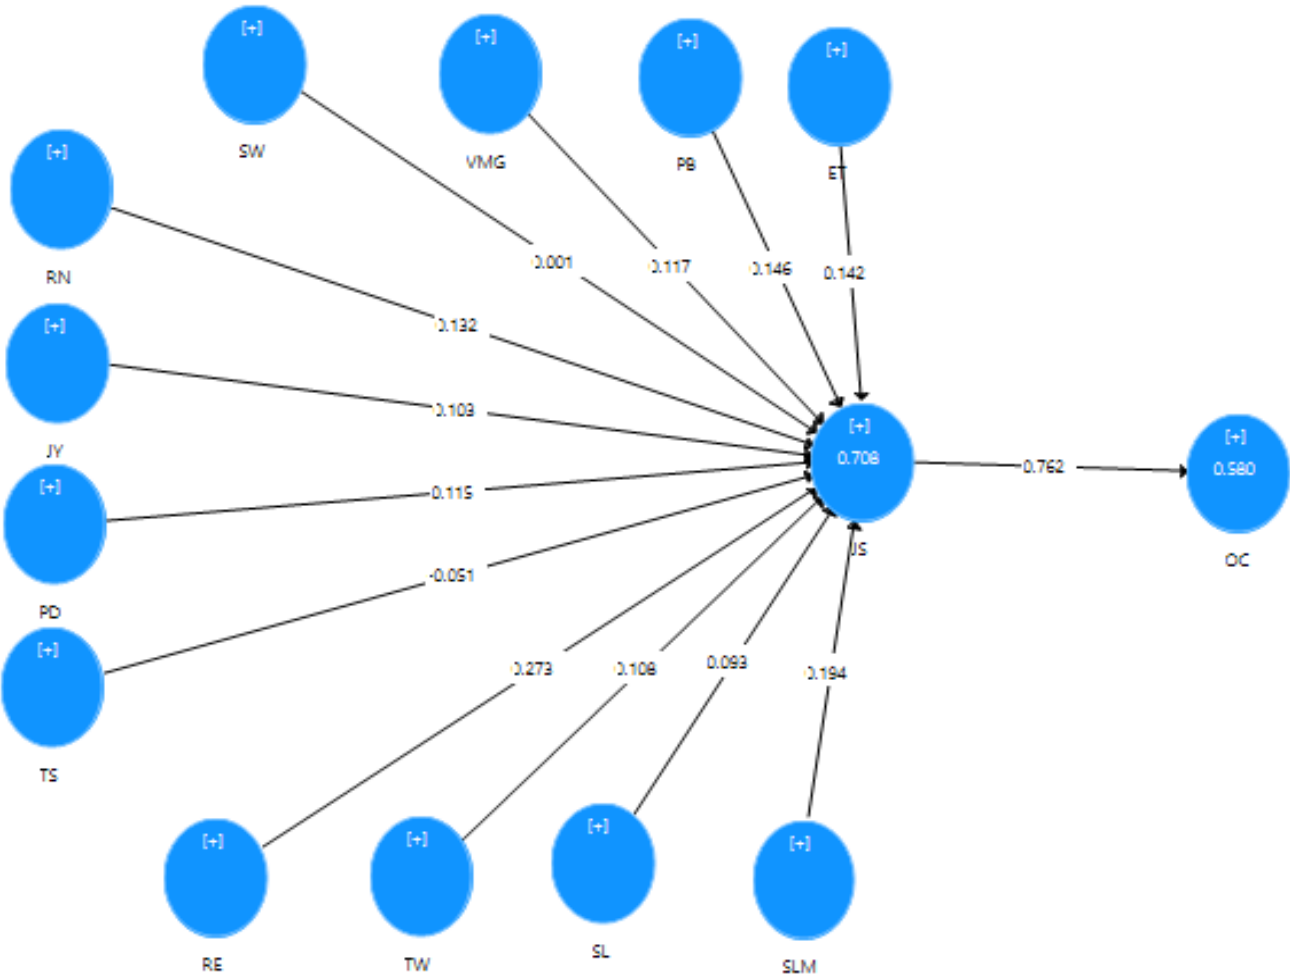 [+]
SW
[+]
VMG
[+]
PB
[+]
ET
[+]
RN
0.001
0.117
0.146
0.142
0.132
[+]
JY
0.103
[+]
PD
0.115
[+]
0.708
JS
0.762
[+]
0.580
OC
-0.051
[+]
TS
0.273
0.108
0.093
0.194
[+]
RE
[+]
TW
[+]
SL
[+]
SLM